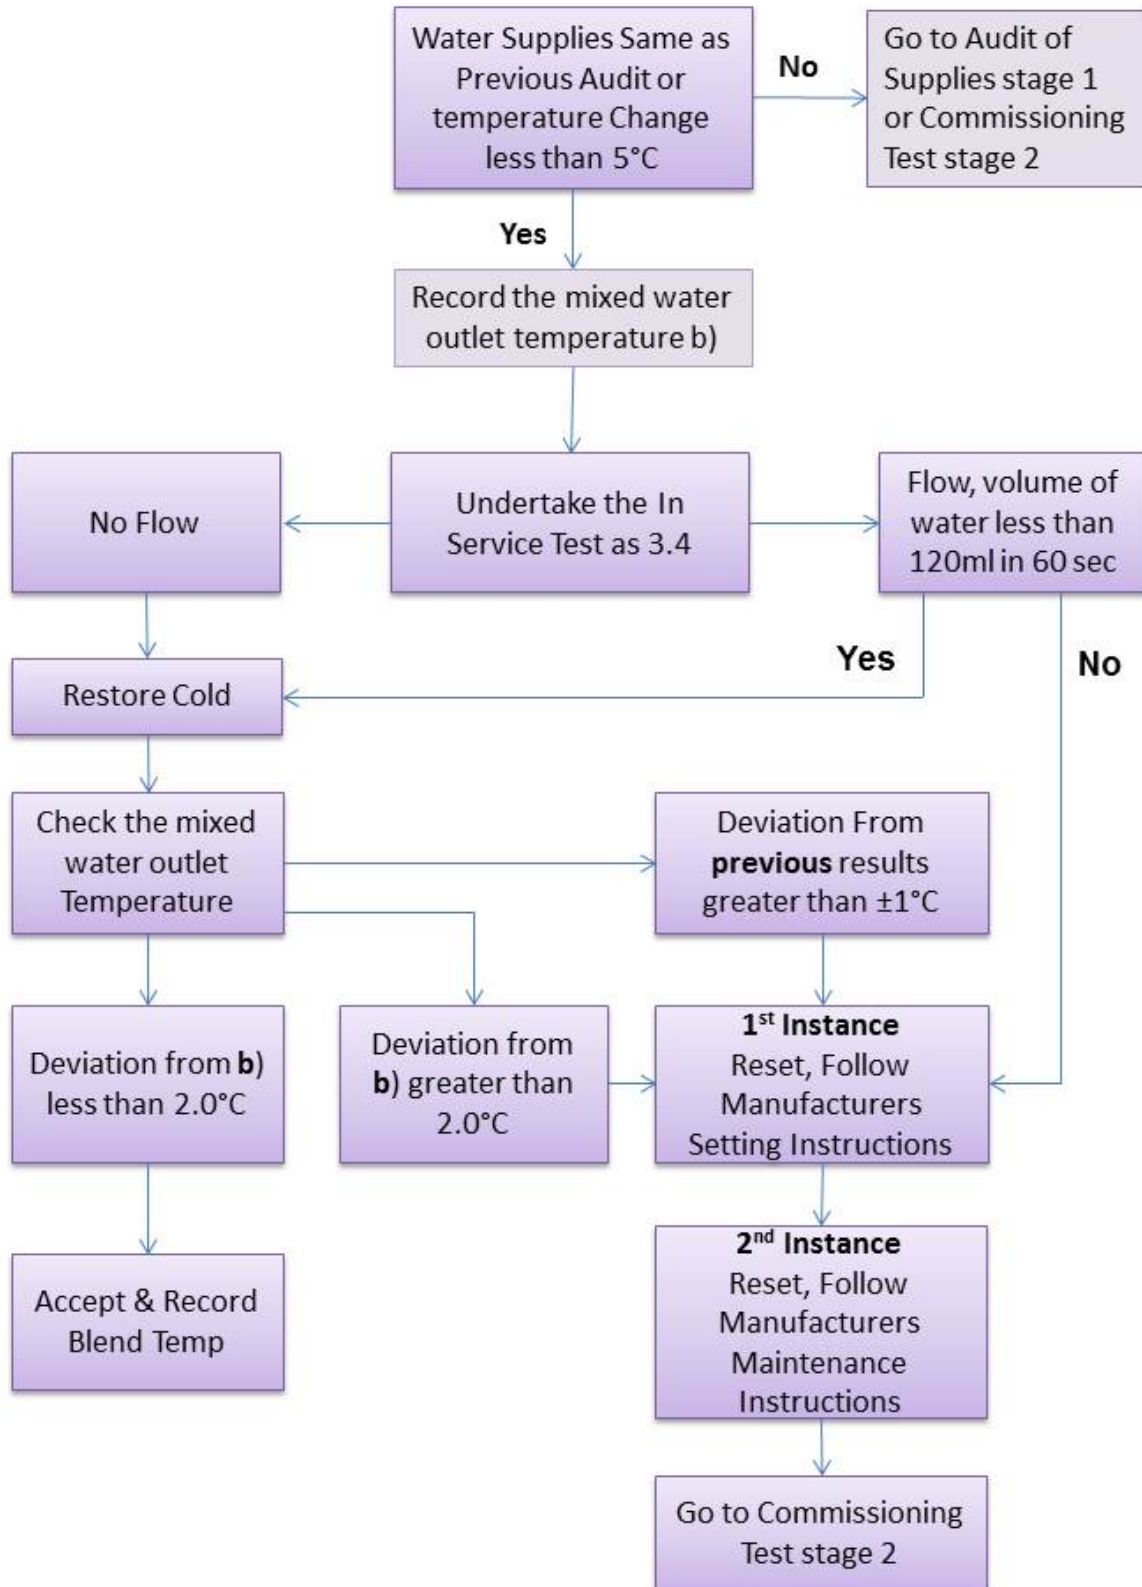 Water Supplies Same as
Previous Audit or
temperature Change
less than 5°C
No
Go to Audit of
Supplies stage 1
or Commissioning
Test stage 2
Yes
Record the mixed water
outlet temperature b)
No Flow
Undertake the In
Service Test as 3.4
Flow, volume of
water less than
120ml in 60 sec
Yes
No
Restore Cold
Check the mixed
water outlet
Temperature
Deviation From
previous results
greater than ±1°C
Deviation from b)
less than 2.0°C
Deviation from
b) greater than
2.0°C
1st Instance
Reset, Follow
Manufacturers
Setting Instructions
Accept & Record
Blend Temp
2nd Instance
Reset, Follow
Manufacturers
Maintenance
Instructions
Go to Commissioning
Test stage 2